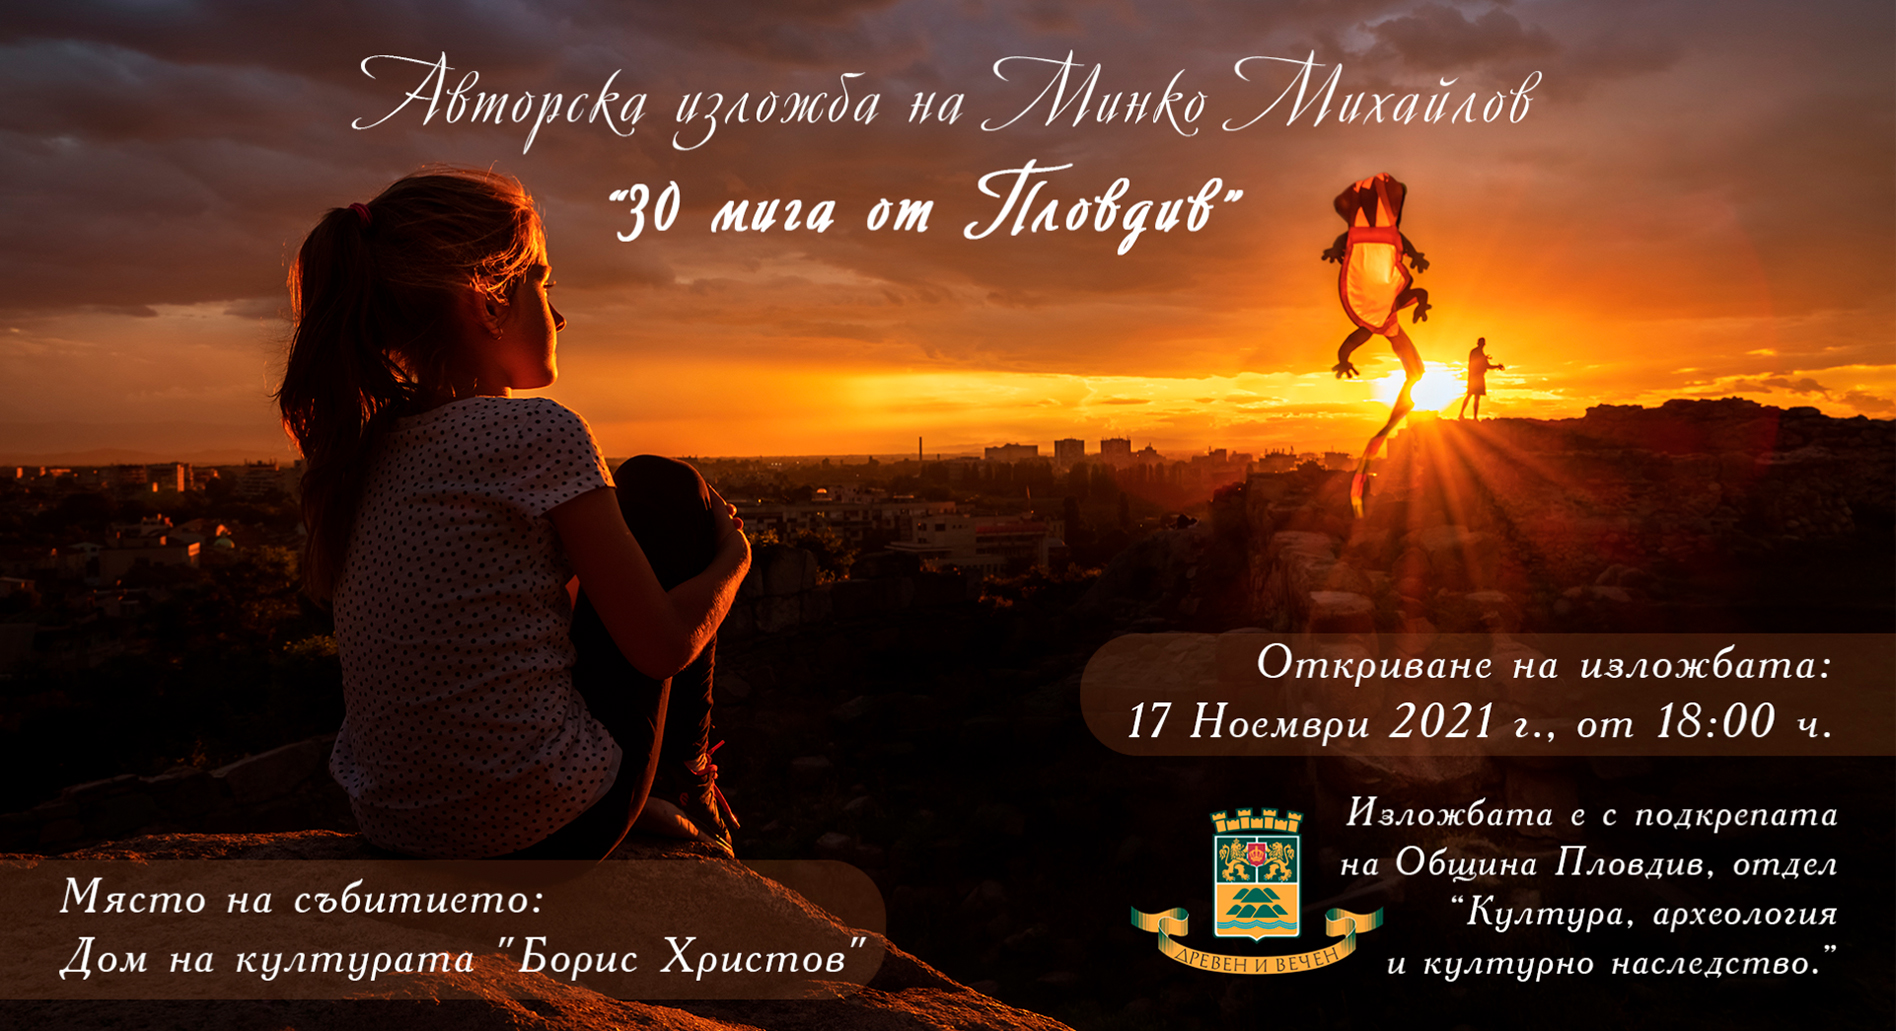 Авторска изложба на Минко Михайлов
“30 мига от Пловдив”
Откриване на изложбата:
17 Ноември 2021 г., от 18:00 ч.
Изложбата е с подкрепата
на Община Пловдив, отдел
“Култура, археология
и културно наследство.”
ДРЕВЕН И ВЕЧЕН
Място на събитието:
Дом на културата "Борис Христов"